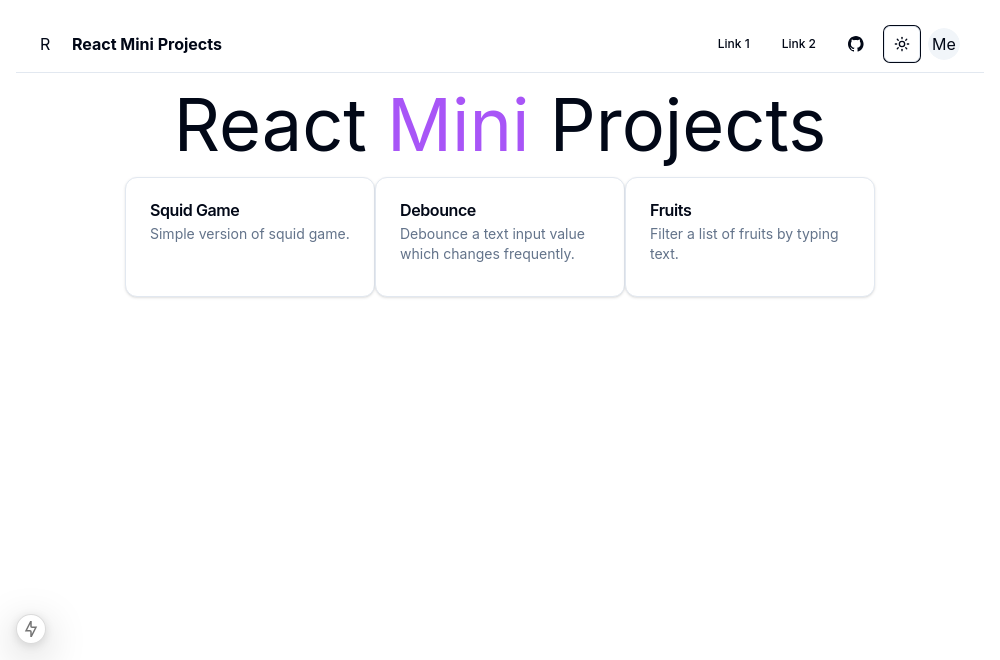 R React Mini Projects Link 1 Link 2 Me
React Mini Projects
Squid Game
Simple version of squid game.
Debounce
Debounce a text input value
which changes frequently.
Fruits
Filter a list of fruits by typing
text.